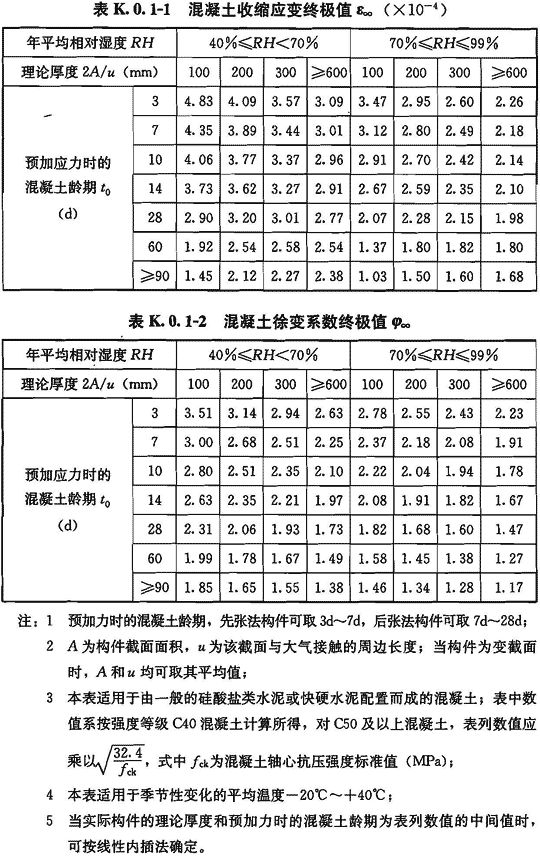 表 K.0.1-1 混凝土收缩应变终极值 ε∞ (×10⁻⁴)
年平均相对湿度 RH 40%≤RH<70% 70%≤RH≤99%
理论厚度 2A/u (mm) 100 200 300 ≥600 100 200 300 ≥600
预加应力时的
混凝土龄期 t₀
(d)
3 4.83 4.09 3.57 3.09 3.47 2.95 2.60 2.26
7 4.35 3.89 3.44 3.01 3.12 2.80 2.49 2.18
10 4.06 3.77 3.37 2.96 2.91 2.70 2.42 2.14
14 3.73 3.62 3.27 2.91 2.67 2.59 2.35 2.10
28 2.90 3.20 3.01 2.77 2.07 2.28 2.15 1.98
60 1.92 2.54 2.58 2.54 1.37 1.80 1.82 1.80
≥90 1.45 2.12 2.27 2.38 1.03 1.50 1.60 1.68
表 K.0.1-2 混凝土徐变系数终极值 φ∞
年平均相对湿度 RH 40%≤RH<70% 70%≤RH≤99%
理论厚度 2A/u (mm) 100 200 300 ≥600 100 200 300 ≥600
预加应力时的
混凝土龄期 t₀
(d)
3 3.51 3.14 2.94 2.63 2.78 2.55 2.43 2.23
7 3.00 2.68 2.51 2.25 2.37 2.18 2.08 1.91
10 2.80 2.51 2.35 2.10 2.22 2.04 1.94 1.78
14 2.63 2.35 2.21 1.97 2.08 1.91 1.82 1.67
28 2.31 2.06 1.93 1.73 1.82 1.68 1.60 1.47
60 1.99 1.78 1.67 1.49 1.58 1.45 1.38 1.27
≥90 1.85 1.65 1.55 1.38 1.46 1.34 1.28 1.17
注：1 预加力时的混凝土龄期，先张法构件可取 3d～7d，后张法构件可取 7d～28d；
2 A 为构件截面面积，u 为该截面与大气接触的周边长度；当构件为变截面
时，A 和 u 均可取其平均值；
3 本表适用于由一般的硅酸盐类水泥或快硬水泥配置而成的混凝土；表中数
值系按强度等级 C40 混凝土计算所得，对 C50 及以上混凝土，表列数值应
乘以√(32.4/fck)，式中 fck 为混凝土轴心抗压强度标准值（MPa）；
4 本表适用于季节性变化的平均温度−20℃～+40℃；
5 当实际构件的理论厚度和预加力时的混凝土龄期为表列数值的中间值时，
可按线性内插法确定。